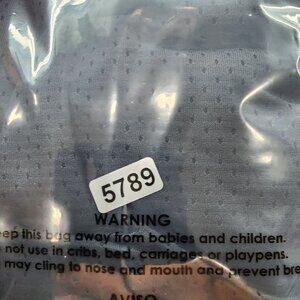 5789
WARNING
eep this bag away from babies and children.
not use in cribs, bed, carriages or playpens.
may cling to nose and mouth and prevent bre
AVISO